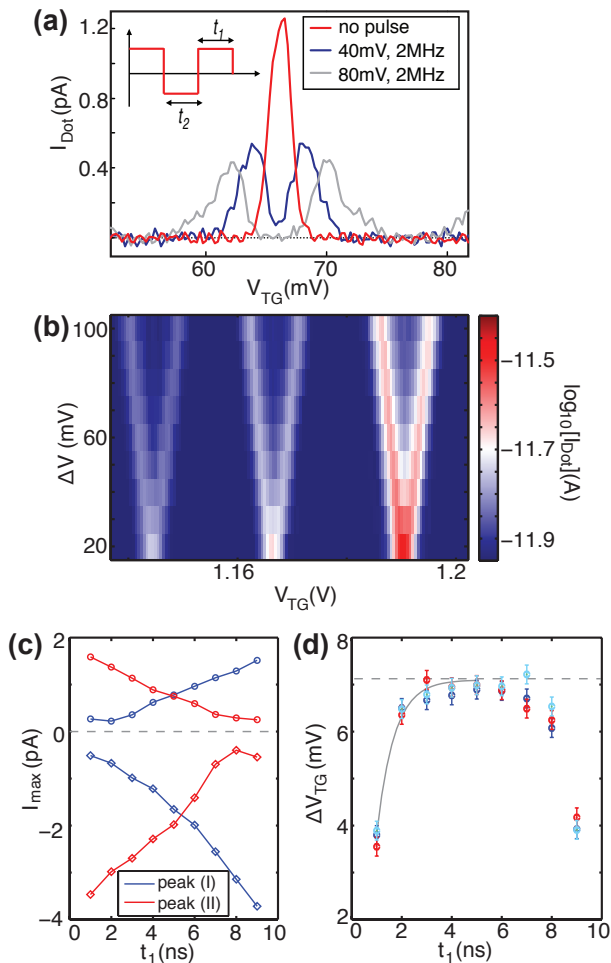 (a)
1.2
0.8
0.4
I_Dot(pA)
t_1
t_2
no pulse
40mV, 2MHz
80mV, 2MHz
60 70 80
V_TG(mV)
(b)
100
60
20
ΔV (mV)
1.16 1.2
V_TG(V)
−11.5
−11.7
−11.9
log_10[I_Dot](A)
(c)
2
0
−2
−4
I_max(pA)
peak (I)
peak (II)
0 2 4 6 8 10
t_1(ns)
(d)
8
6
4
2
ΔV_TG (mV)
0 2 4 6 8 10
t_1(ns)